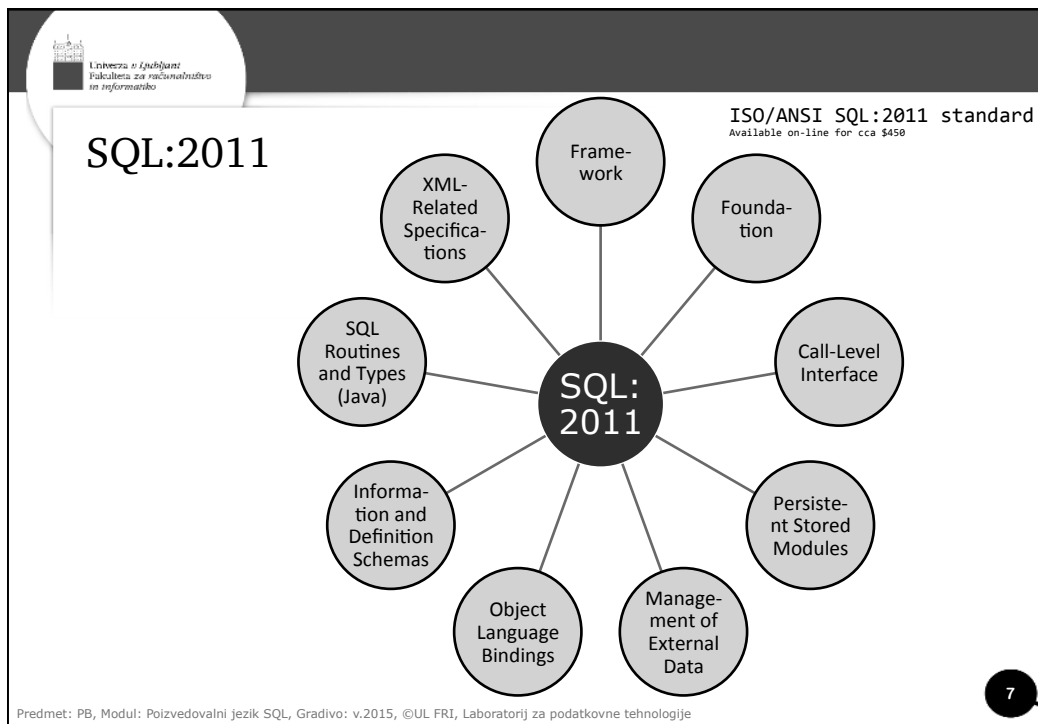 Univerza v Ljubljani
Fakulteta za računalništvo
in informatiko
SQL:2011
ISO/ANSI SQL:2011 standard
Available on-line for cca $450
Frame-
work
Founda-
tion
Call-Level
Interface
Persiste-
nt Stored
Modules
Manage-
ment of
External
Data
Object
Language
Bindings
Informa-
tion and
Definition
Schemas
SQL
Routines
and Types
(Java)
XML-
Related
Specifica-
tions
SQL:
2011
7
Predmet: PB, Modul: Poizvedovalni jezik SQL, Gradivo: v.2015, ©UL FRI, Laboratorij za podatkovne tehnologije